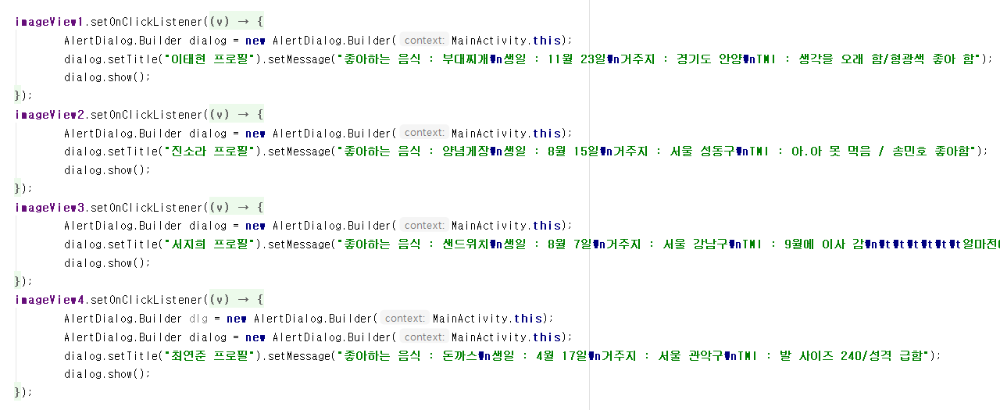 imageView1.setOnClickListener((v) → {
AlertDialog.Builder dialog = new AlertDialog.Builder( context: MainActivity.this);
dialog.setTitle("이태현 프로필").setMessage("좋아하는 음식 : 부대찌개₩n생일 : 11월 23일₩n거주지 : 경기도 안양₩nTMI : 생각을 오래 함/형광색 좋아 함");
dialog.show();
});
imageView2.setOnClickListener((v) → {
AlertDialog.Builder dialog = new AlertDialog.Builder( context: MainActivity.this);
dialog.setTitle("진소라 프로필").setMessage("좋아하는 음식 : 양념게장₩n생일 : 8월 15일₩n거주지 : 서울 성동구₩nTMI : 아.아 못 먹음 / 송민호 좋아함");
dialog.show();
});
imageView3.setOnClickListener((v) → {
AlertDialog.Builder dialog = new AlertDialog.Builder( context: MainActivity.this);
dialog.setTitle("서지희 프로필").setMessage("좋아하는 음식 : 샌드위치₩n생일 : 8월 7일₩n거주지 : 서울 강남구₩nTMI : 9월에 이사 감₩n₩t₩t₩t₩t₩t₩t얼마전
dialog.show();
});
imageView4.setOnClickListener((v) → {
AlertDialog.Builder dlg = new AlertDialog.Builder( context: MainActivity.this);
AlertDialog.Builder dialog = new AlertDialog.Builder( context: MainActivity.this);
dialog.setTitle("최연준 프로필").setMessage("좋아하는 음식 : 돈까스₩n생일 : 4월 17일₩n거주지 : 서울 관악구₩nTMI : 발 사이즈 240/성격 급함");
dialog.show();
});